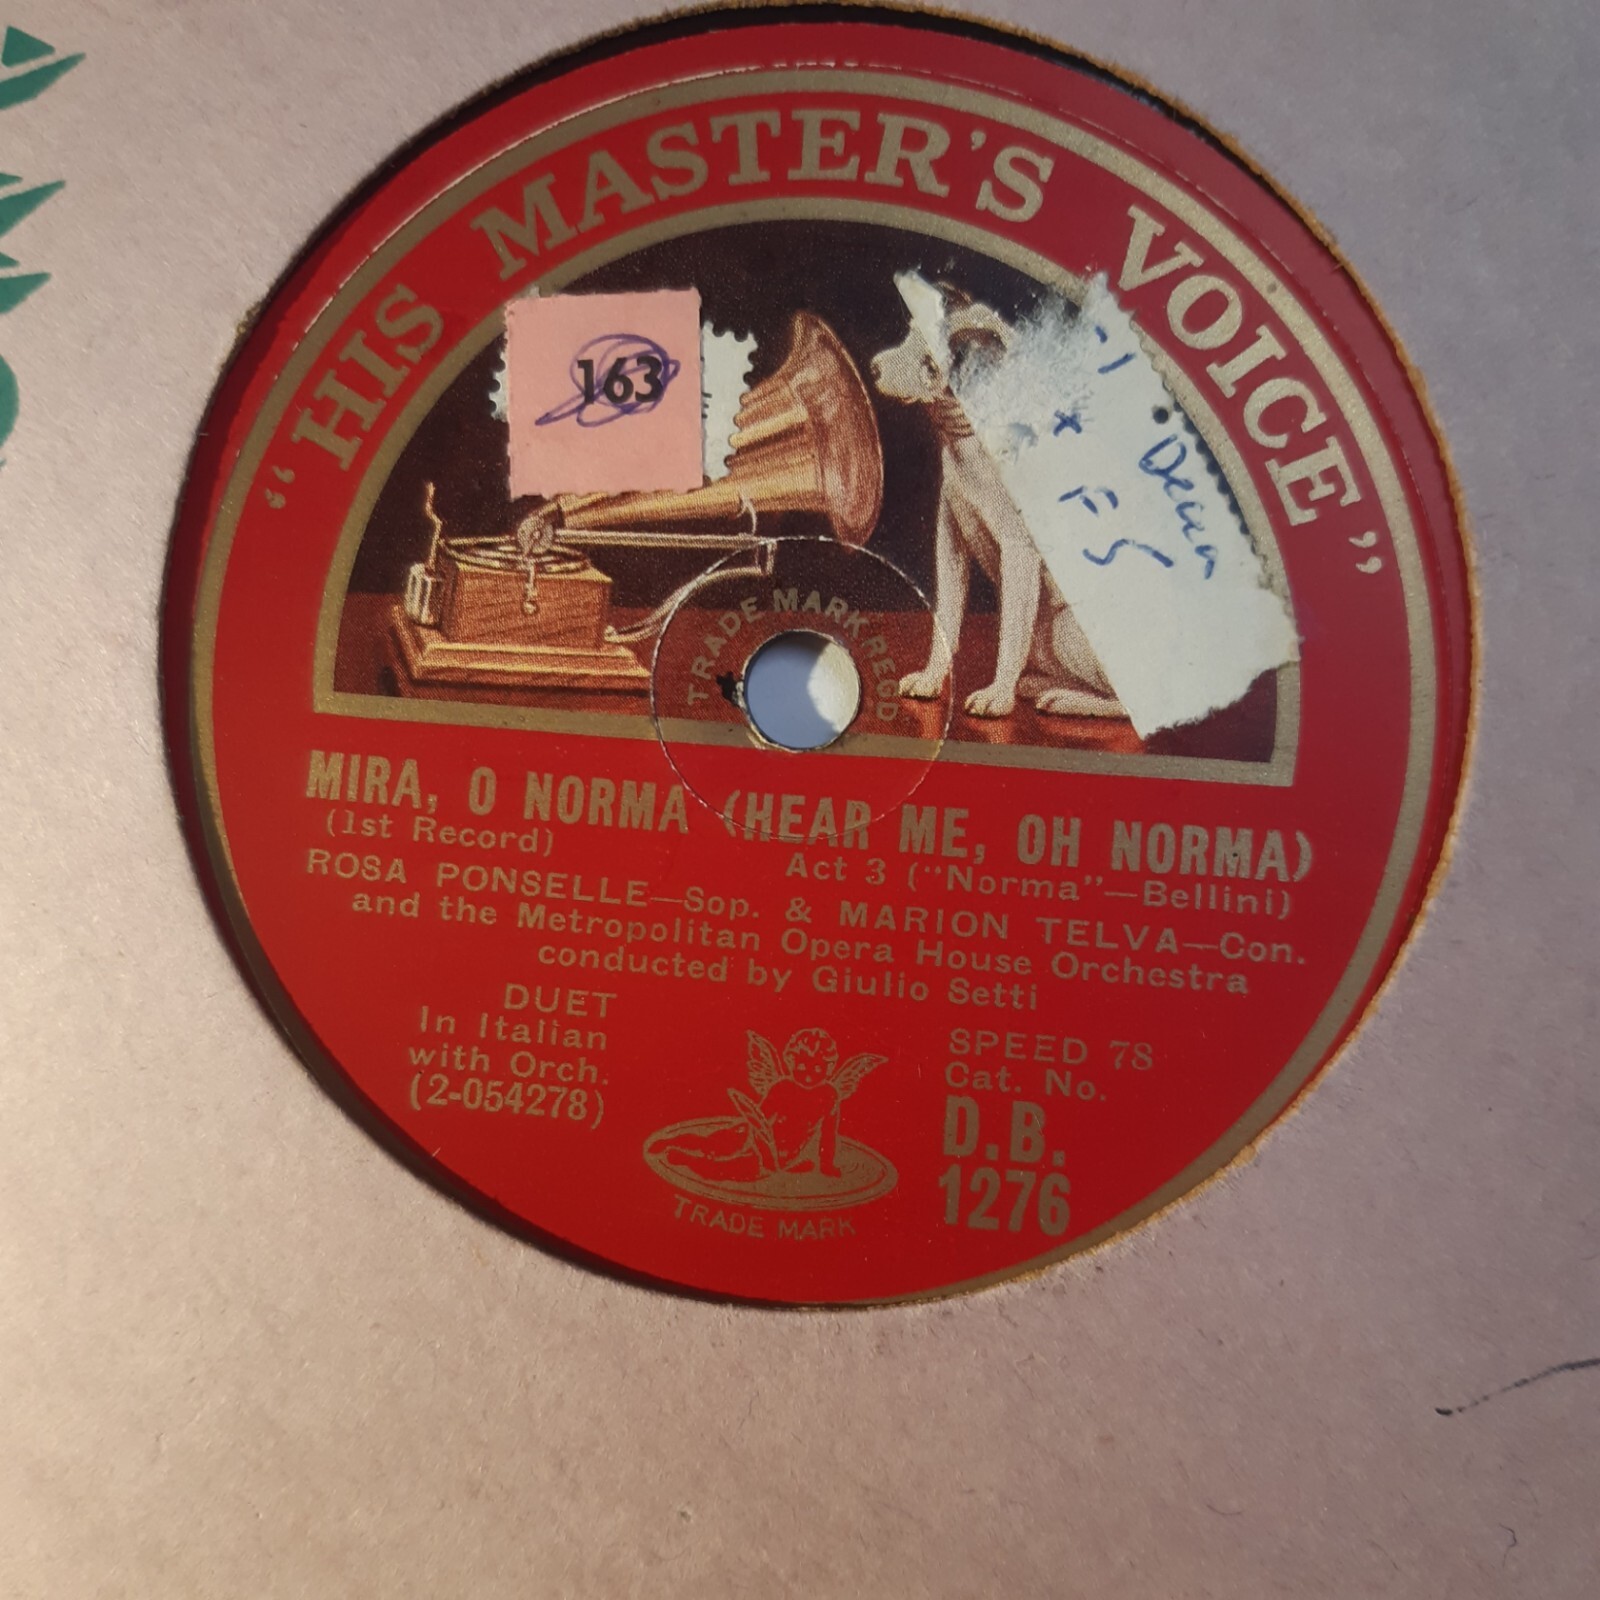 “HIS MASTER'S VOICE”
163
F S
TRADE MARK REGD
MIRA, O NORMA (HEAR ME, OH NORMA)
(1st Record)
Act 3 (“Norma”—Bellini)
ROSA PONSELLE—Sop. & MARION TELVA—Con.
and the Metropolitan Opera House Orchestra
conducted by Giulio Setti
DUET
In Italian
with Orch.
(2-054278)
SPEED 78
Cat. No.
D.B.
1276
TRADE MARK